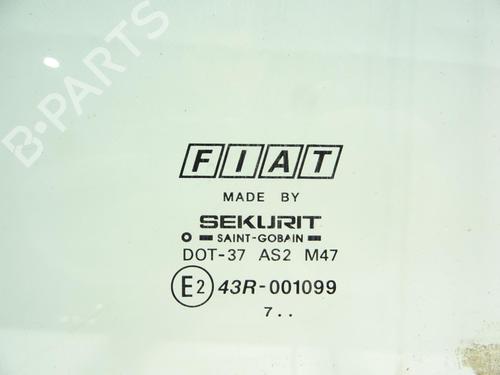 B-PARTS
FIAT
MADE BY
SEKURIT
SAINT-GOBAIN
DOT-37 AS2 M47
E2 43R-001099
7..